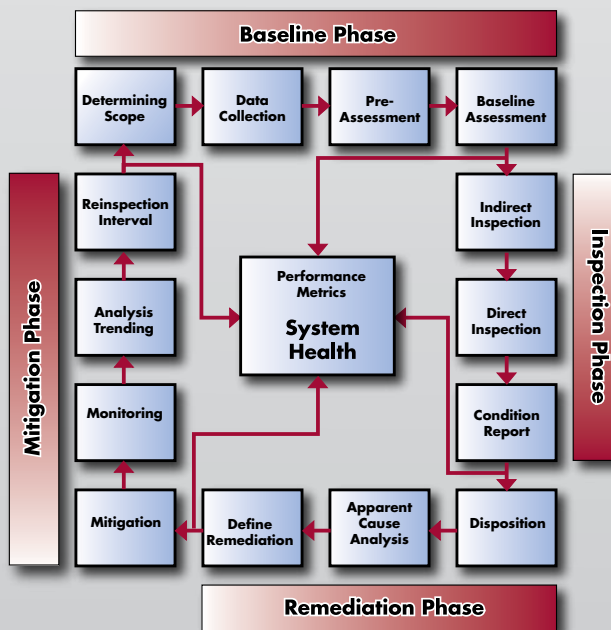 Baseline Phase
Determining
Scope
Data
Collection
Pre-
Assessment
Baseline
Assessment
Mitigation Phase
Reinspection
Interval
Analysis
Trending
Monitoring
Mitigation
Performance
Metrics
System
Health
Indirect
Inspection
Direct
Inspection
Condition
Report
Disposition
Inspection Phase
Apparent
Cause
Analysis
Define
Remediation
Remediation Phase